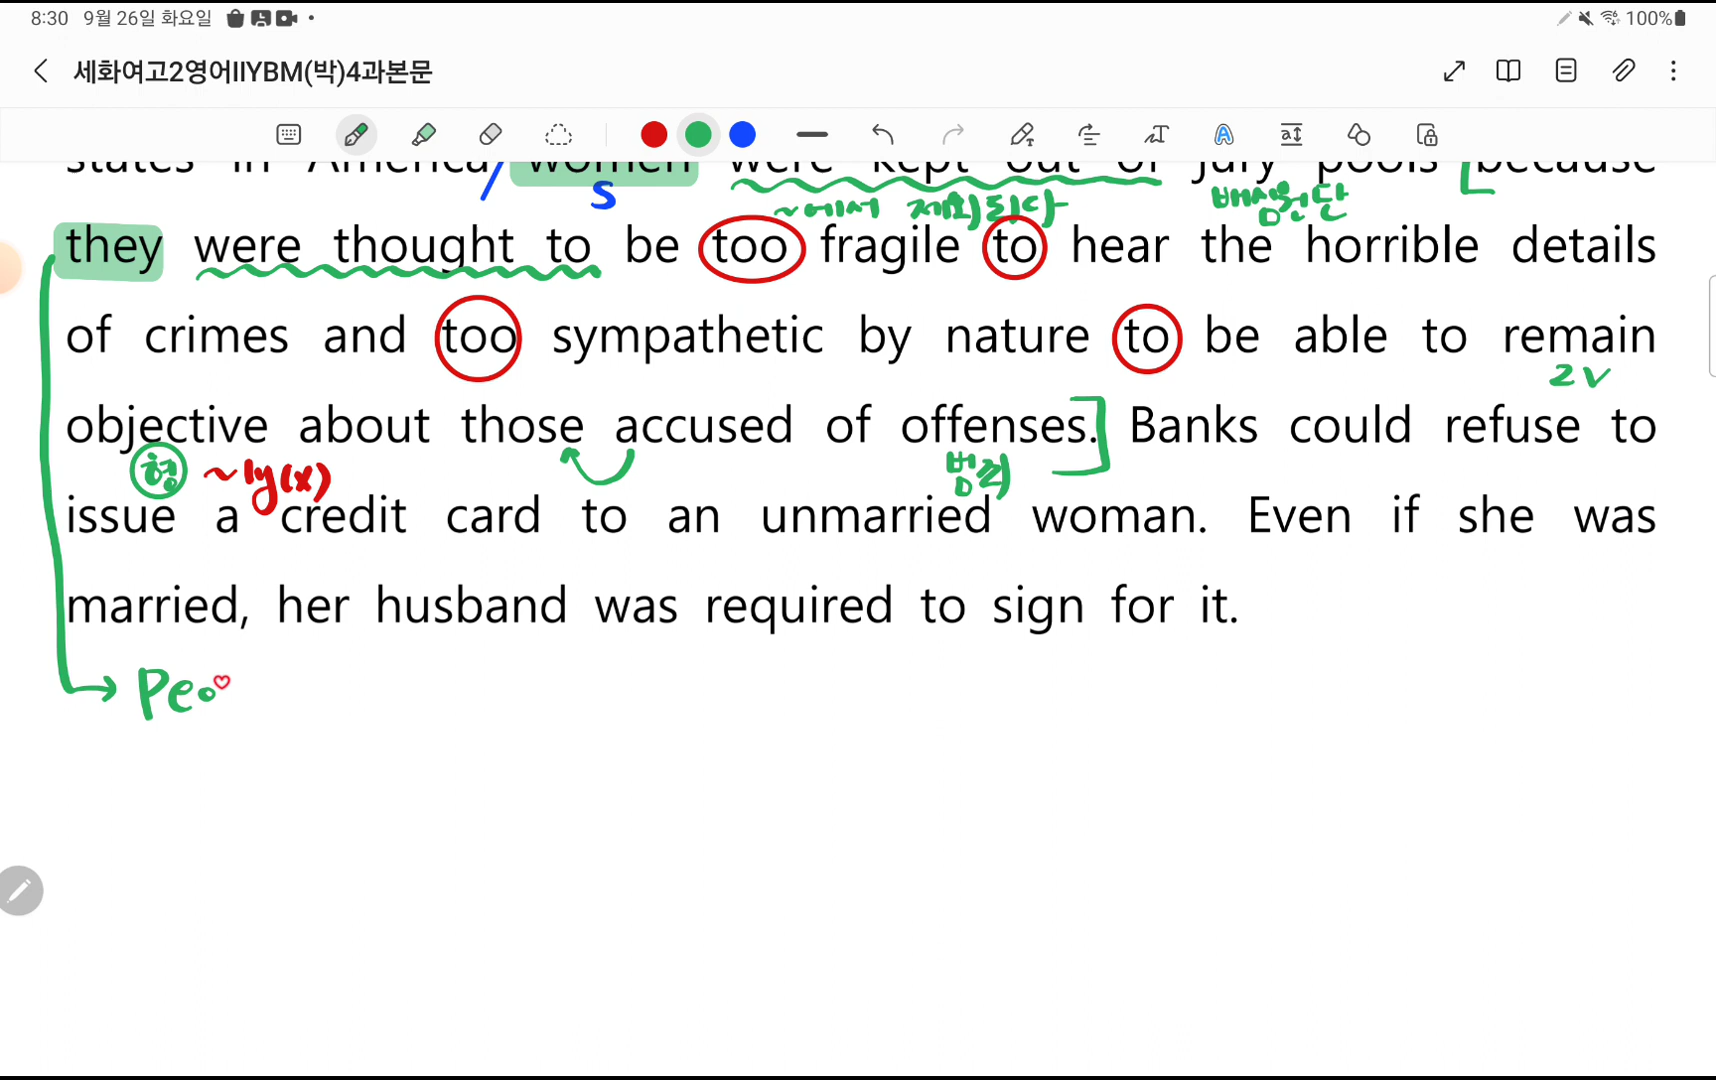 8:30 9월 26일 화요일 100%
세화여고2영어IIYBM(박)4과본문
states in America / women were kept out of jury pools [because
S ~에서 제외되다 배심원단
they were thought to be too fragile to hear the horrible details
of crimes and too sympathetic by nature to be able to remain
2V
objective about those accused of offenses.] Banks could refuse to
형 ~ly(x) 범죄
issue a credit card to an unmarried woman. Even if she was
married, her husband was required to sign for it.
→ Peo